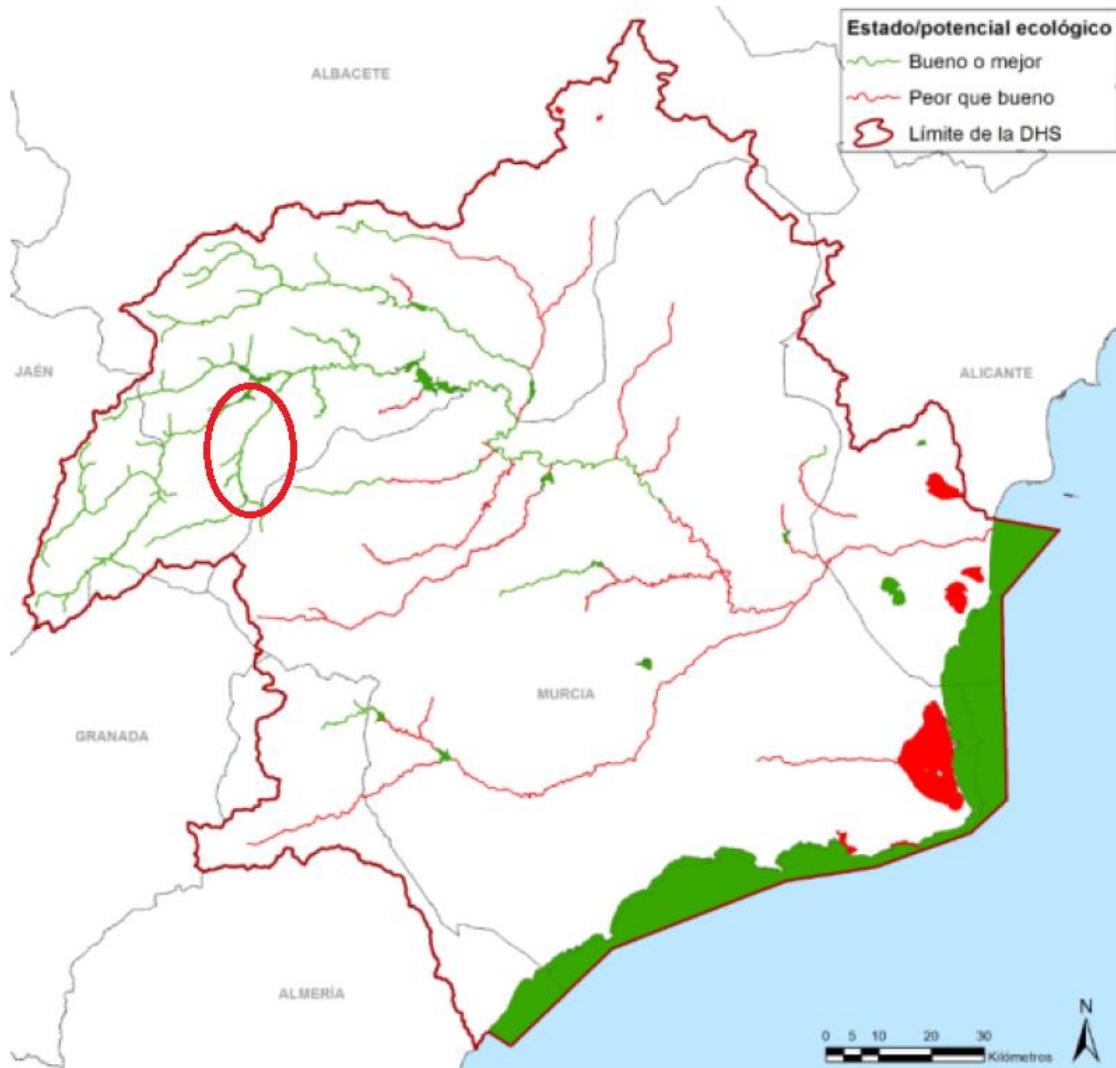 Estado/potencial ecológico
Bueno o mejor
Peor que bueno
Límite de la DHS
ALBACETE
JAÉN
ALICANTE
MURCIA
GRANADA
ALMERÍA
N
0 5 10 20 30
Kilómetros